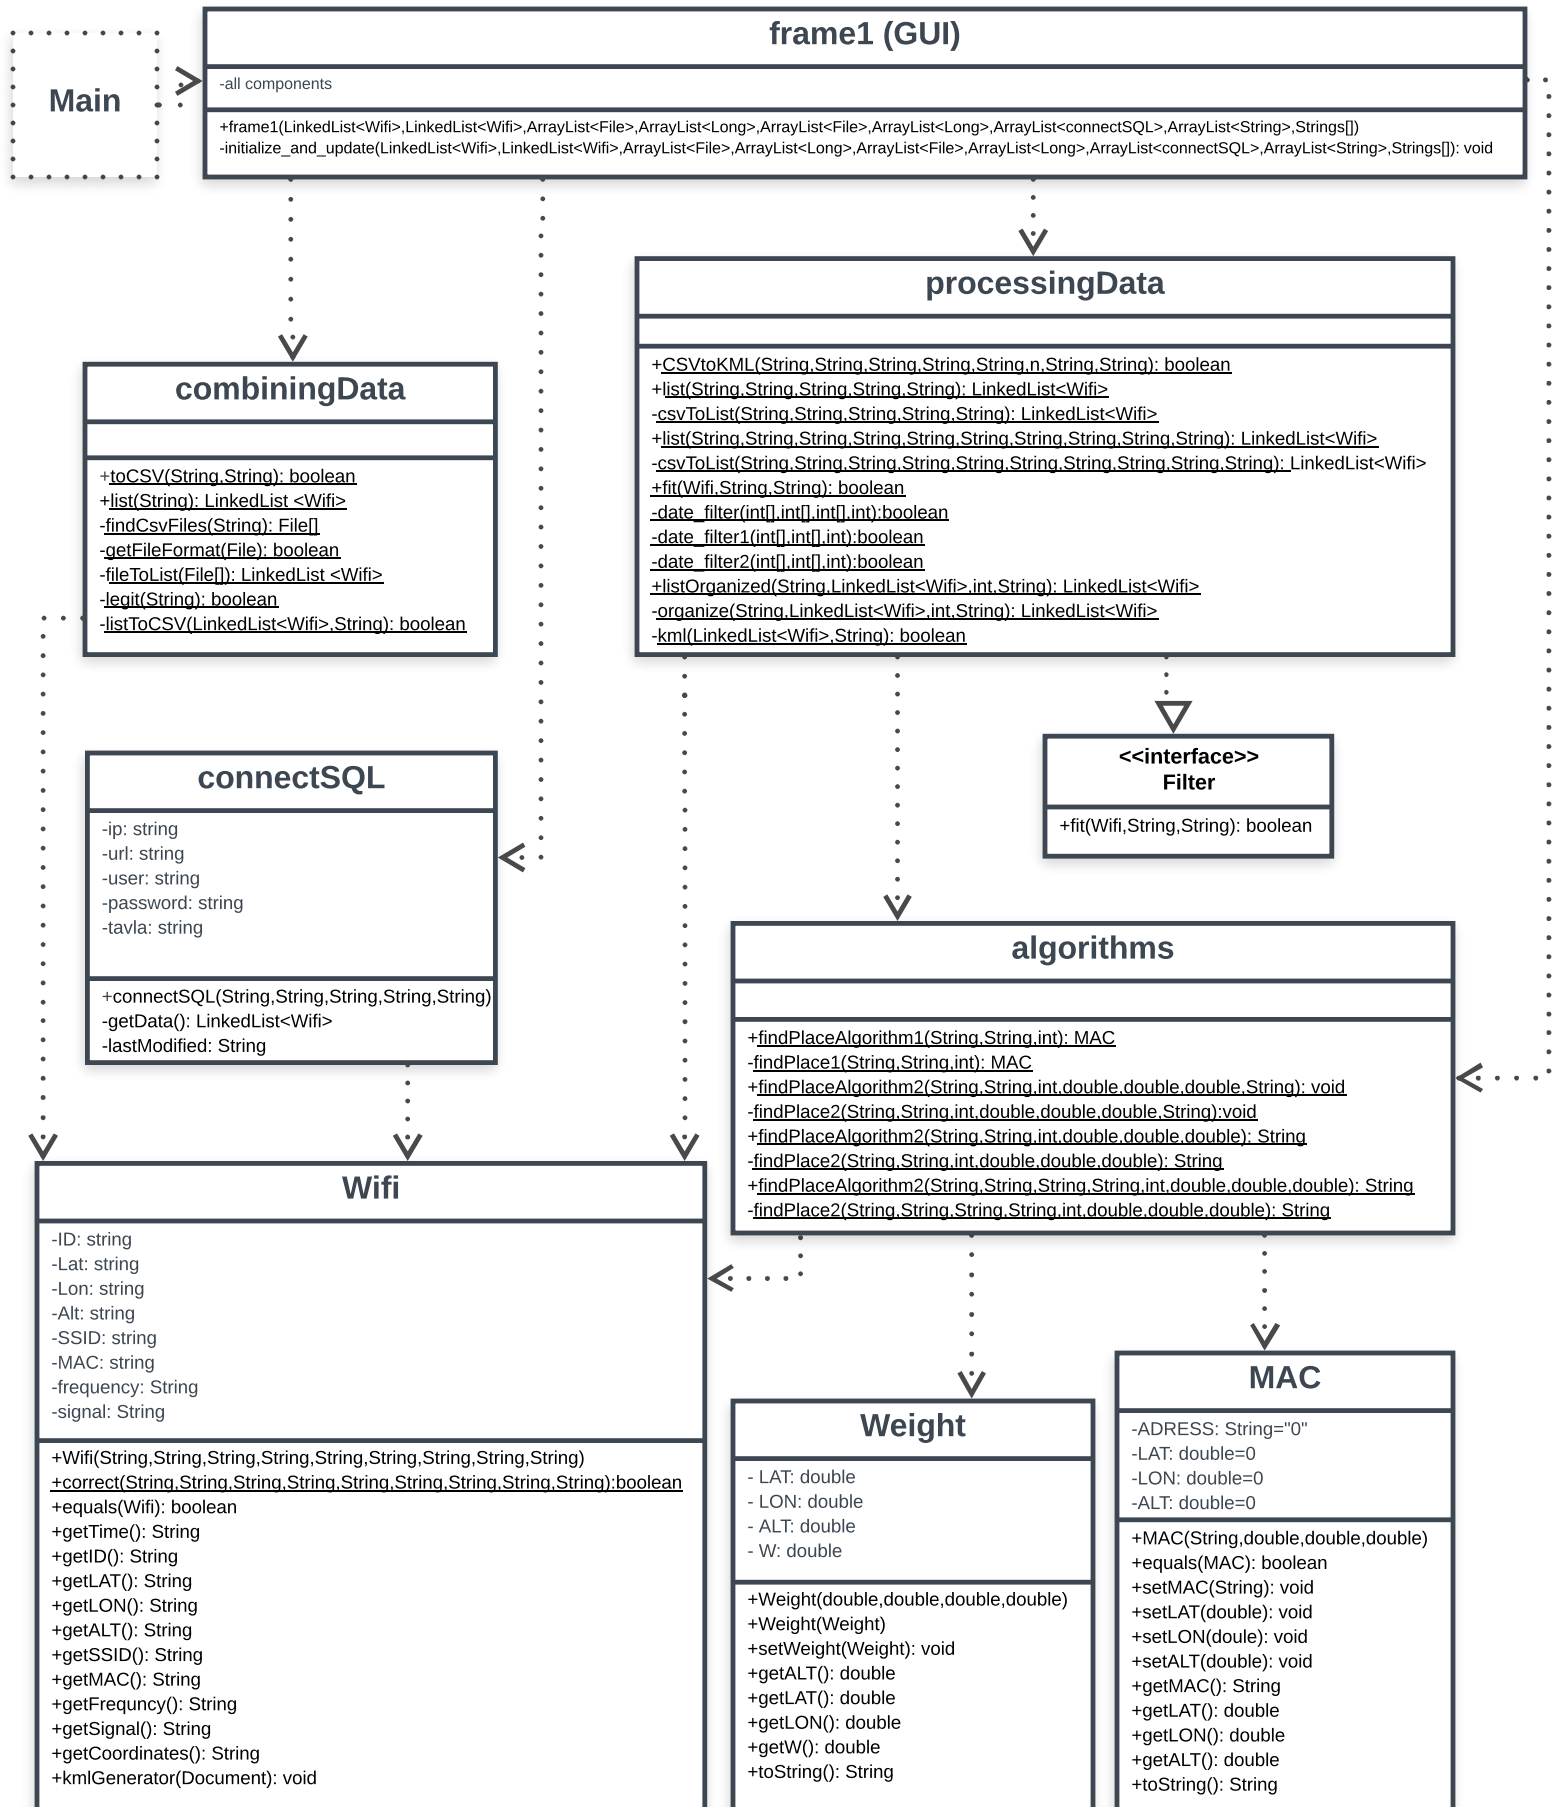 Main
frame1 (GUI)
-all components
+frame1(LinkedList<Wifi>,LinkedList<Wifi>,ArrayList<File>,ArrayList<Long>,ArrayList<File>,ArrayList<Long>,ArrayList<connectSQL>,ArrayList<String>,Strings[])
-initialize_and_update(LinkedList<Wifi>,LinkedList<Wifi>,ArrayList<File>,ArrayList<Long>,ArrayList<File>,ArrayList<Long>,ArrayList<connectSQL>,ArrayList<String>,Strings[]): void
processingData
+CSVtoKML(String,String,String,String,String,n,String,String): boolean
+list(String,String,String,String,String): LinkedList<Wifi>
-csvToList(String,String,String,String,String): LinkedList<Wifi>
+list(String,String,String,String,String,String,String,String,String,String): LinkedList<Wifi>
-csvToList(String,String,String,String,String,String,String,String,String,String): LinkedList<Wifi>
+fit(Wifi,String,String): boolean
-date_filter(int[],int[],int[],int):boolean
-date_filter1(int[],int[],int):boolean
-date_filter2(int[],int[],int):boolean
+listOrganized(String,LinkedList<Wifi>,int,String): LinkedList<Wifi>
-organize(String,LinkedList<Wifi>,int,String): LinkedList<Wifi>
-kml(LinkedList<Wifi>,String): boolean
combiningData
+toCSV(String,String): boolean
+list(String): LinkedList <Wifi>
-findCsvFiles(String): File[]
-getFileFormat(File): boolean
-fileToList(File[]): LinkedList <Wifi>
-legit(String): boolean
-listToCSV(LinkedList<Wifi>,String): boolean
<<interface>>
Filter
+fit(Wifi,String,String): boolean
connectSQL
-ip: string
-url: string
-user: string
-password: string
-tavla: string
+connectSQL(String,String,String,String,String)
-getData(): LinkedList<Wifi>
-lastModified: String
algorithms
+findPlaceAlgorithm1(String,String,int): MAC
-findPlace1(String,String,int): MAC
+findPlaceAlgorithm2(String,String,int,double,double,double,String): void
-findPlace2(String,String,int,double,double,double,String):void
+findPlaceAlgorithm2(String,String,int,double,double,double): String
-findPlace2(String,String,int,double,double,double): String
+findPlaceAlgorithm2(String,String,String,String,int,double,double,double): String
-findPlace2(String,String,String,String,int,double,double,double): String
Wifi
-ID: string
-Lat: string
-Lon: string
-Alt: string
-SSID: string
-MAC: string
-frequency: String
-signal: String
+Wifi(String,String,String,String,String,String,String,String,String)
+correct(String,String,String,String,String,String,String,String,String):boolean
+equals(Wifi): boolean
+getTime(): String
+getID(): String
+getLAT(): String
+getLON(): String
+getALT(): String
+getSSID(): String
+getMAC(): String
+getFrequncy(): String
+getSignal(): String
+getCoordinates(): String
+kmlGenerator(Document): void
Weight
- LAT: double
- LON: double
- ALT: double
- W: double
+Weight(double,double,double,double)
+Weight(Weight)
+setWeight(Weight): void
+getALT(): double
+getLAT(): double
+getLON(): double
+getW(): double
+toString(): String
MAC
-ADRESS: String="0"
-LAT: double=0
-LON: double=0
-ALT: double=0
+MAC(String,double,double,double)
+equals(MAC): boolean
+setMAC(String): void
+setLAT(double): void
+setLON(doule): void
+setALT(double): void
+getMAC(): String
+getLAT(): double
+getLON(): double
+getALT(): double
+toString(): String